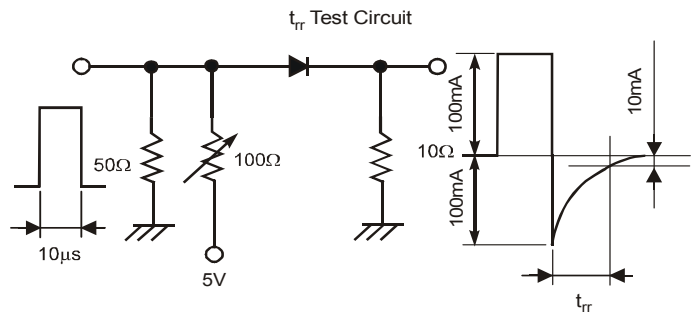 trr Test Circuit
50Ω
100Ω
10Ω
10μs
5V
100mA
100mA
10mA
trr